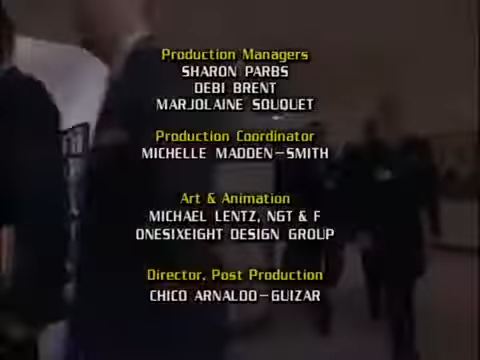 Production Managers
SHARON PARBS
DEBI BRENT
MARJOLAINE SOUQUET
Production Coordinator
MICHELLE MADDEN-SMITH
Art & Animation
MICHAEL LENTZ, NGT & F
ONESIXEIGHT DESIGN GROUP
Director, Post Production
CHICO ARNALDO-GUIZAR